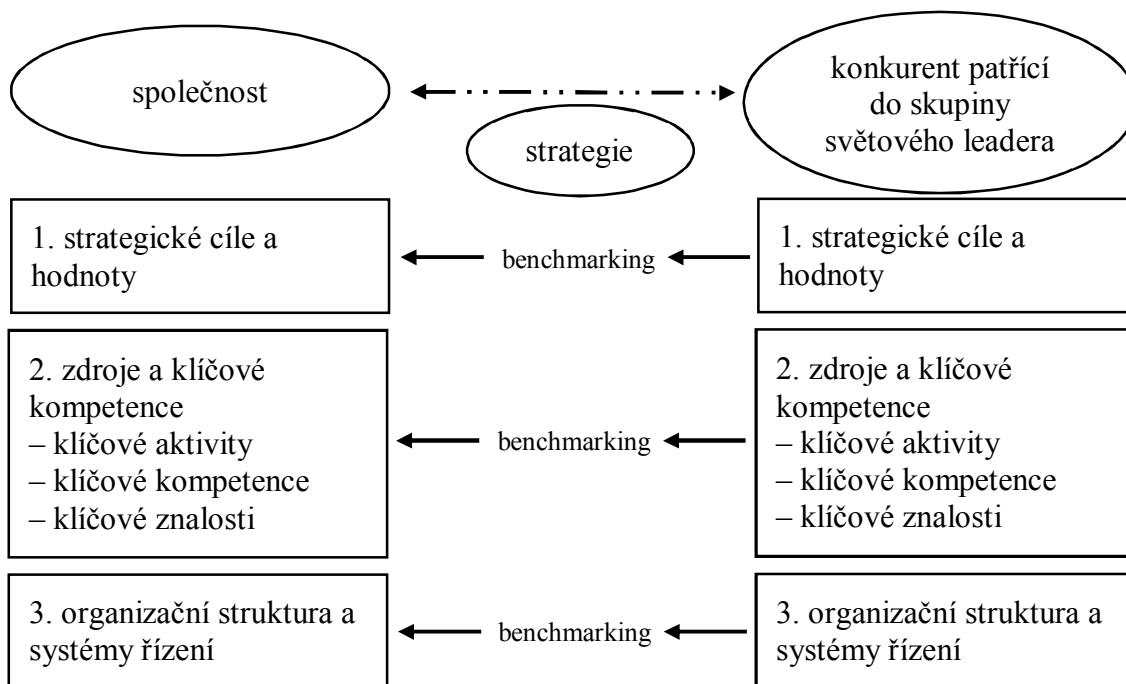 společnost
konkurent patřící
do skupiny
světového leadera
strategie
1. strategické cíle a
hodnoty
benchmarking
1. strategické cíle a
hodnoty
2. zdroje a klíčové
kompetence
– klíčové aktivity
– klíčové kompetence
– klíčové znalosti
benchmarking
2. zdroje a klíčové
kompetence
– klíčové aktivity
– klíčové kompetence
– klíčové znalosti
3. organizační struktura a
systémy řízení
benchmarking
3. organizační struktura a
systémy řízení